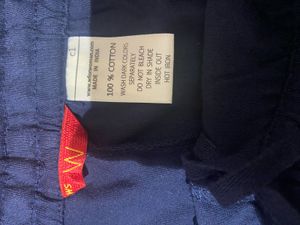 MADE IN INDIA
100 % COTTON
WASH DARK COLORS
SEPARATELY
DO NOT BLEACH
DRY IN SHADE
INSIDE OUT
HOT IRON
W
SM